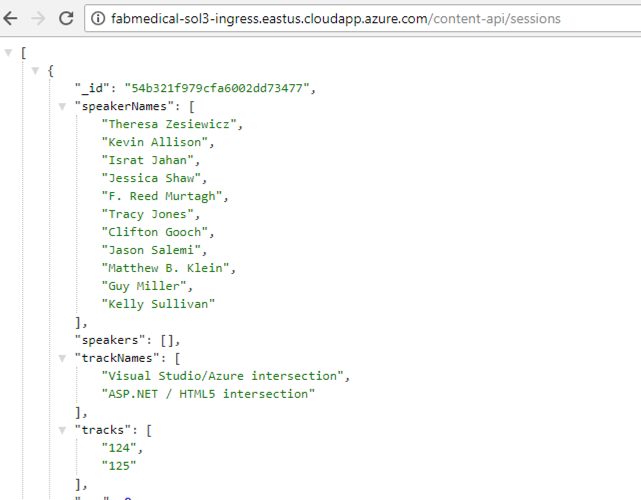 fabmedical-sol3-ingress.eastus.cloudapp.azure.com/content-api/sessions
[
{
"_id": "54b321f979cfa6002dd73477",
"speakerNames": [
"Theresa Zesiewicz",
"Kevin Allison",
"Israt Jahan",
"Jessica Shaw",
"F. Reed Murtagh",
"Tracy Jones",
"Clifton Gooch",
"Jason Salemi",
"Matthew B. Klein",
"Guy Miller",
"Kelly Sullivan"
],
"speakers": [],
"trackNames": [
"Visual Studio/Azure intersection",
"ASP.NET / HTML5 intersection"
],
"tracks": [
"124",
"125"
],